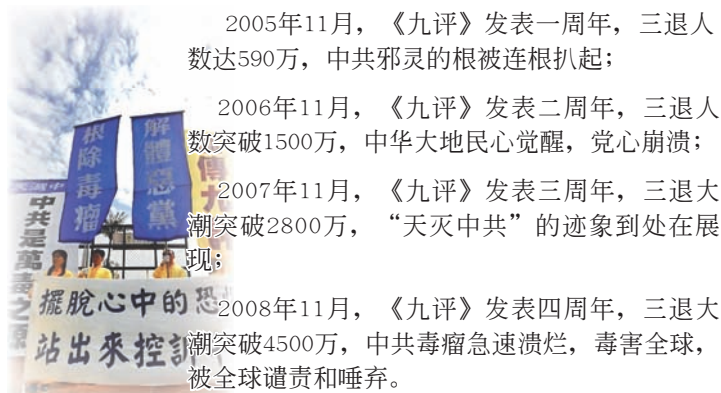 2005年11月，《九评》发表一周年，三退人
数达590万，中共邪灵的根被连根扒起；
2006年11月，《九评》发表二周年，三退人
数突破1500万，中华大地民心觉醒，党心崩溃；
2007年11月，《九评》发表三周年，三退大
潮突破2800万，“天灭中共”的迹象到处在展
现；
2008年11月，《九评》发表四周年，三退大
潮突破4500万，中共毒瘤急速溃烂，毒害全球，
被全球谴责和唾弃。
根除毒瘤
解體惡黨
中共是萬毒之源
擺脫心中的恐
站出來控訴